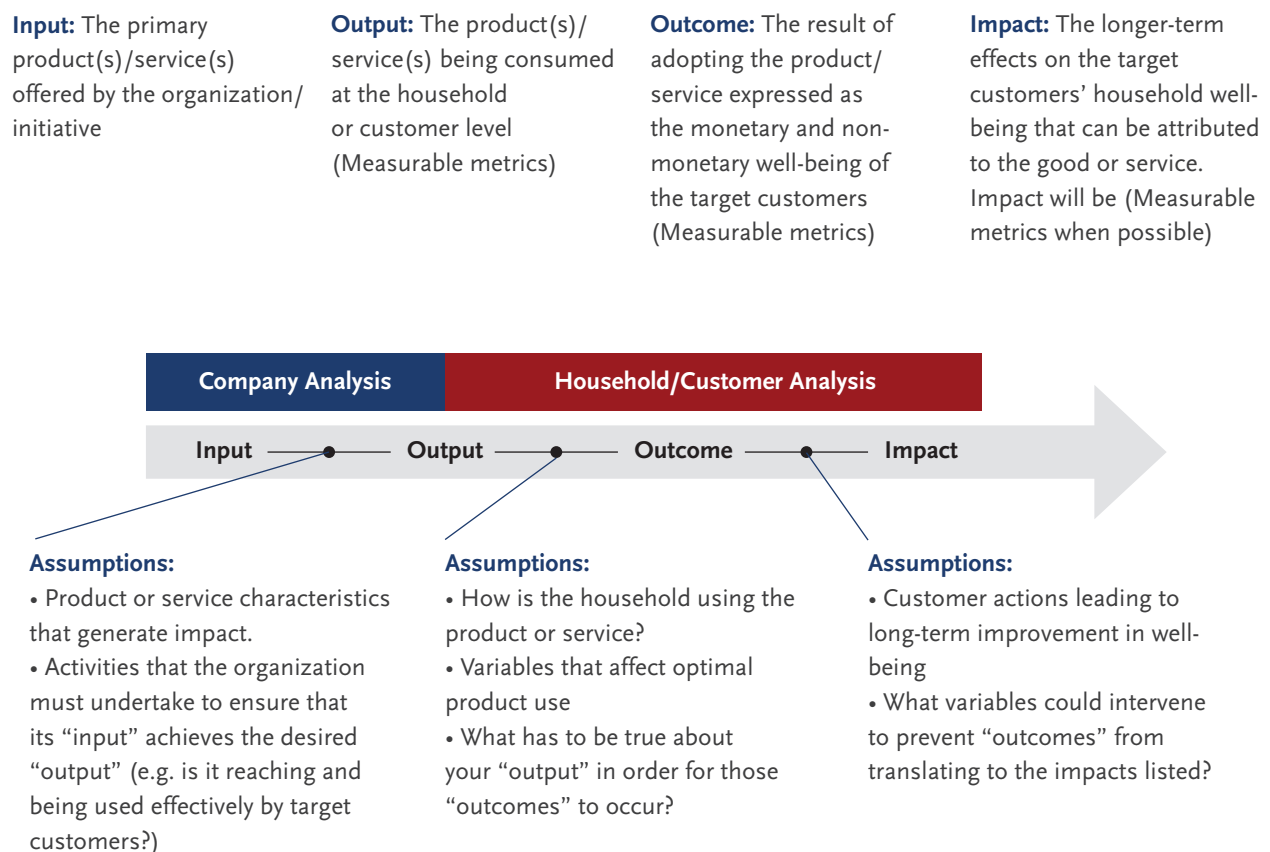 Input: The primary
product(s)/service(s)
offered by the organization/
initiative
Output: The product(s)/
service(s) being consumed
at the household
or customer level
(Measurable metrics)
Outcome: The result of
adopting the product/
service expressed as
the monetary and non-
monetary well-being of
the target customers
(Measurable metrics)
Impact: The longer-term
effects on the target
customers’ household well-
being that can be attributed
to the good or service.
Impact will be (Measurable
metrics when possible)
Company Analysis
Household/Customer Analysis
Input
Output
Outcome
Impact
Assumptions:
• Product or service characteristics
that generate impact.
• Activities that the organization
must undertake to ensure that
its “input” achieves the desired
“output” (e.g. is it reaching and
being used effectively by target
customers?)
Assumptions:
• How is the household using the
product or service?
• Variables that affect optimal
product use
• What has to be true about
your “output” in order for those
“outcomes” to occur?
Assumptions:
• Customer actions leading to
long-term improvement in well-
being
• What variables could intervene
to prevent “outcomes” from
translating to the impacts listed?